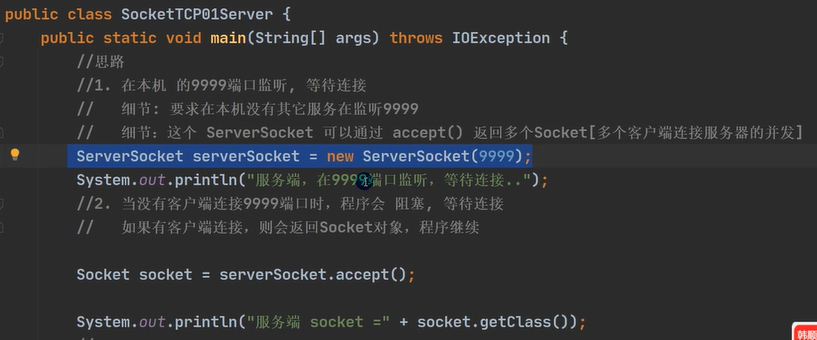 public class SocketTCP01Server {
public static void main(String[] args) throws IOException {
//思路
//1. 在本机 的9999端口监听, 等待连接
//   细节: 要求在本机没有其它服务在监听9999
//   细节：这个 ServerSocket 可以通过 accept() 返回多个Socket[多个客户端连接服务器的并发]
ServerSocket serverSocket = new ServerSocket(9999);
System.out.println("服务端，在9999端口监听，等待连接..");
//2. 当没有客户端连接9999端口时，程序会 阻塞, 等待连接
//   如果有客户端连接，则会返回Socket对象，程序继续
Socket socket = serverSocket.accept();
System.out.println("服务端 socket =" + socket.getClass());
韩顺